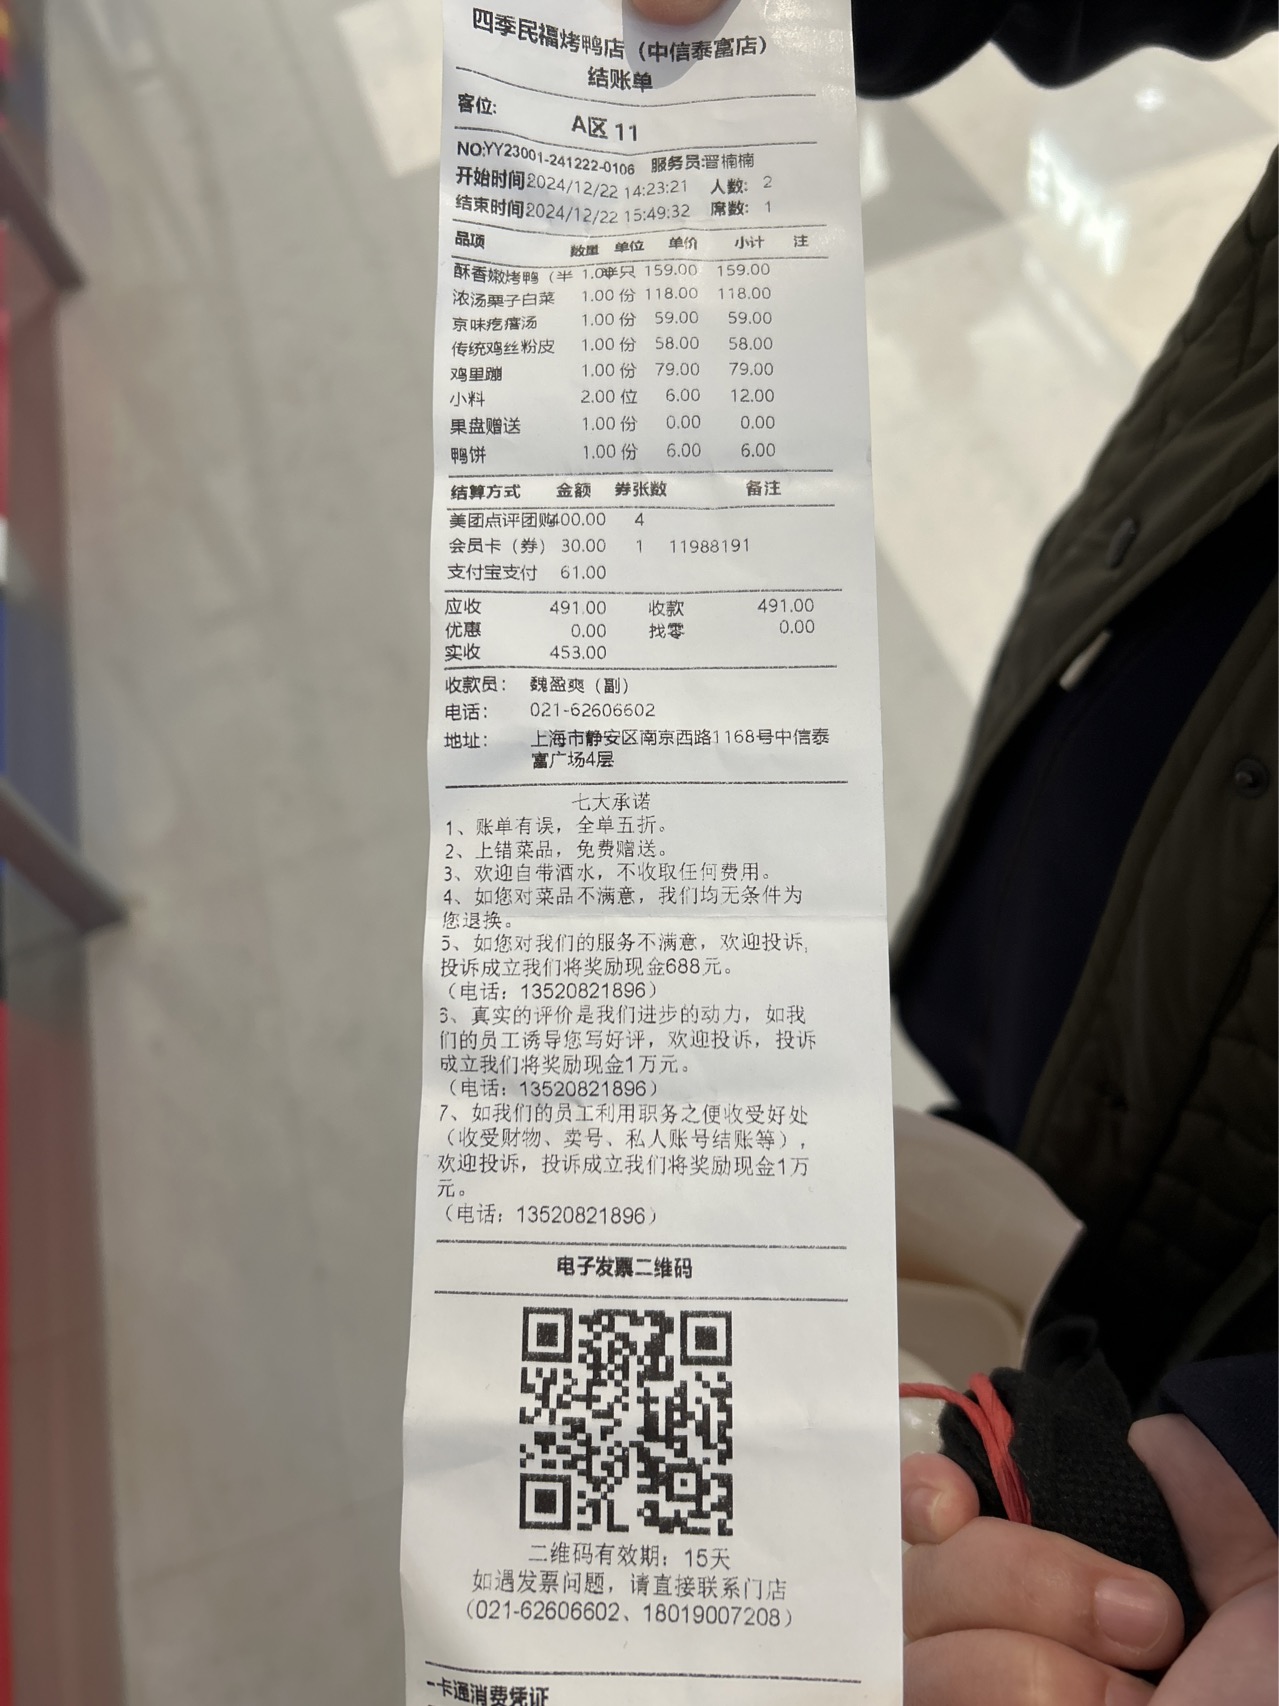 四季民福烤鸭店（中信泰富店）
结账单
客位:
A区 11
NO:YY23001-241222-0106 服务员:晋楠楠
开始时间2024/12/22 14:23:21 人数: 2
结束时间2024/12/22 15:49:32 席数: 1
品项 数量 单位 单价 小计 注
酥香嫩烤鸭（半 1.00半只 159.00 159.00
浓汤栗子白菜 1.00 份 118.00 118.00
京味疙瘩汤 1.00 份 59.00 59.00
传统鸡丝粉皮 1.00 份 58.00 58.00
鸡里蹦 1.00 份 79.00 79.00
小料 2.00 位 6.00 12.00
果盘赠送 1.00 份 0.00 0.00
鸭饼 1.00 份 6.00 6.00
结算方式 金额 券张数 备注
美团点评团购400.00 4
会员卡（券） 30.00 1 11988191
支付宝支付 61.00
应收 491.00 收款 491.00
优惠 0.00 找零 0.00
实收 453.00
收款员: 魏盈爽（副）
电话: 021-62606602
地址: 上海市静安区南京西路1168号中信泰
富广场4层
七大承诺
1、账单有误，全单五折。
2、上错菜品，免费赠送。
3、欢迎自带酒水，不收取任何费用。
4、如您对菜品不满意，我们均无条件为
您退换。
5、如您对我们的服务不满意，欢迎投诉,
投诉成立我们将奖励现金688元。
（电话：13520821896）
6、真实的评价是我们进步的动力，如我
们的员工诱导您写好评，欢迎投诉，投诉
成立我们将奖励现金1万元。
（电话：13520821896）
7、如我们的员工利用职务之便收受好处
（收受财物、卖号、私人账号结账等），
欢迎投诉，投诉成立我们将奖励现金1万
元。
（电话：13520821896）
电子发票二维码
二维码有效期：15天
如遇发票问题，请直接联系门店
（021-62606602、18019007208）
一卡通消费凭证